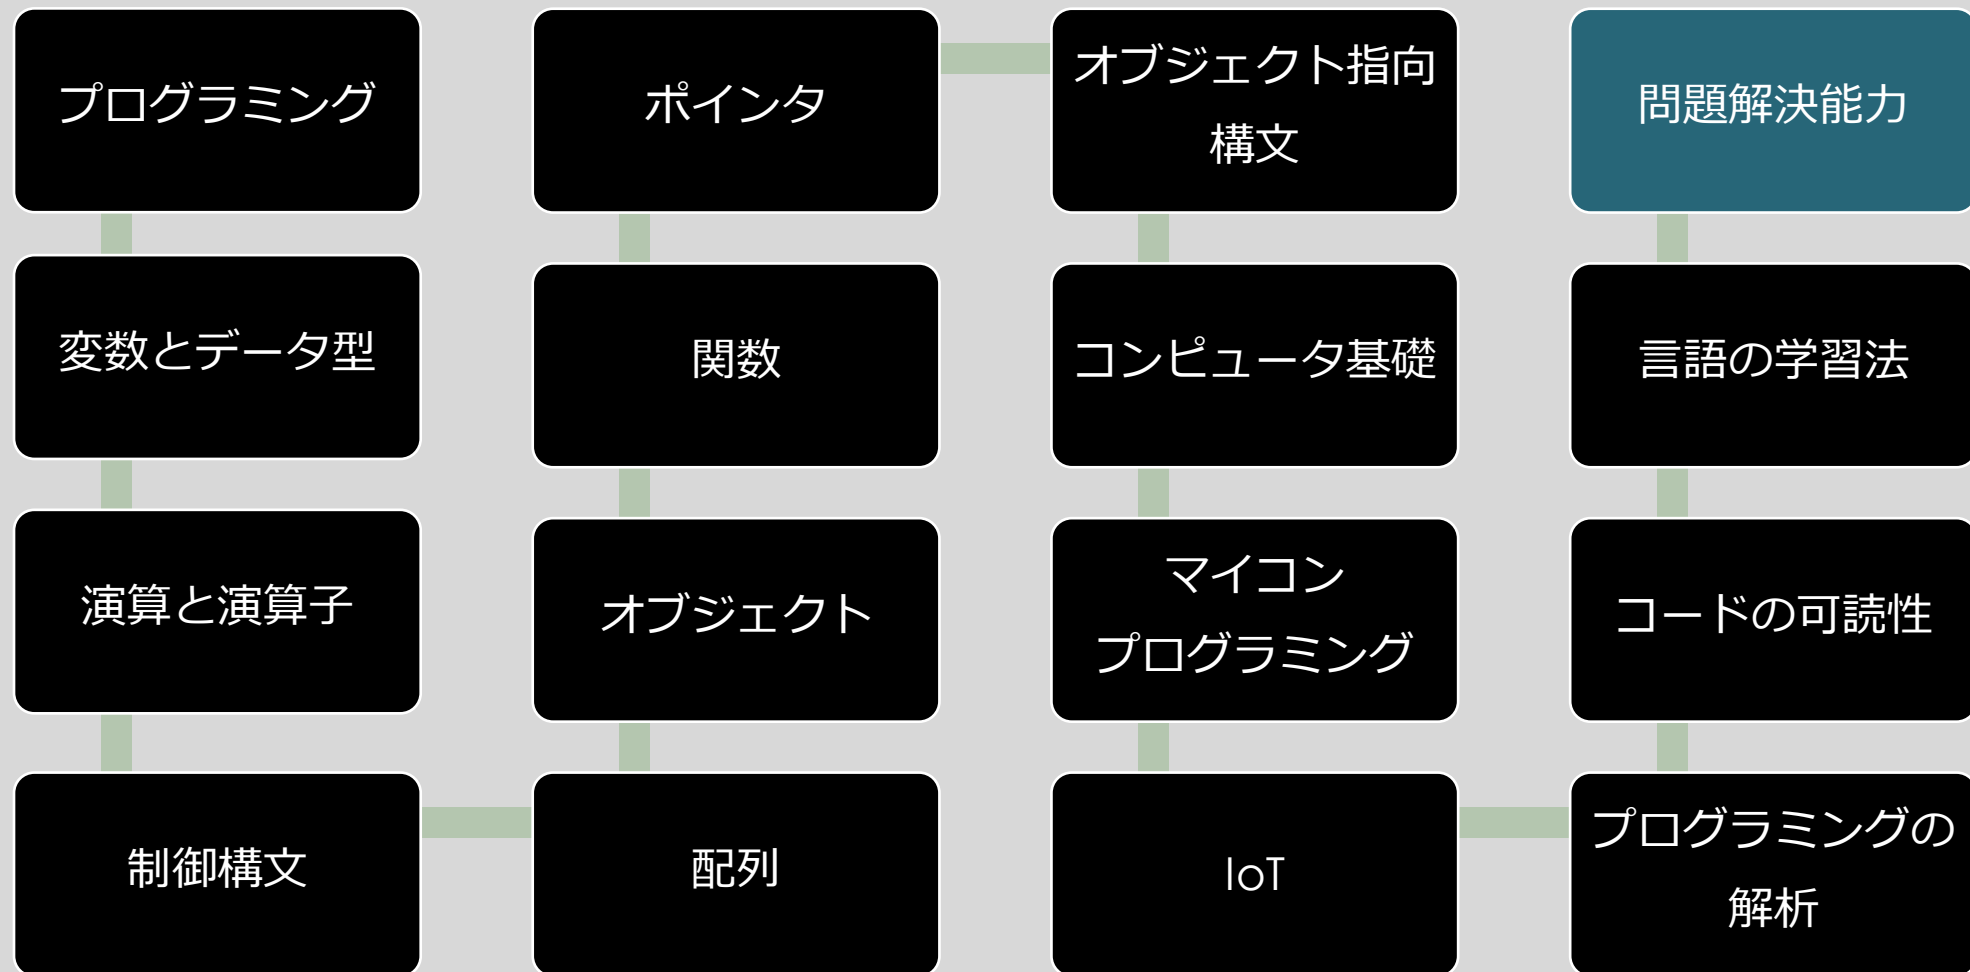 プログラミング
変数とデータ型
演算と演算子
制御構文
配列
オブジェクト
関数
ポインタ
オブジェクト指向
構文
コンピュータ基礎
マイコン
プログラミング
IoT
プログラミングの
解析
コードの可読性
言語の学習法
問題解決能力